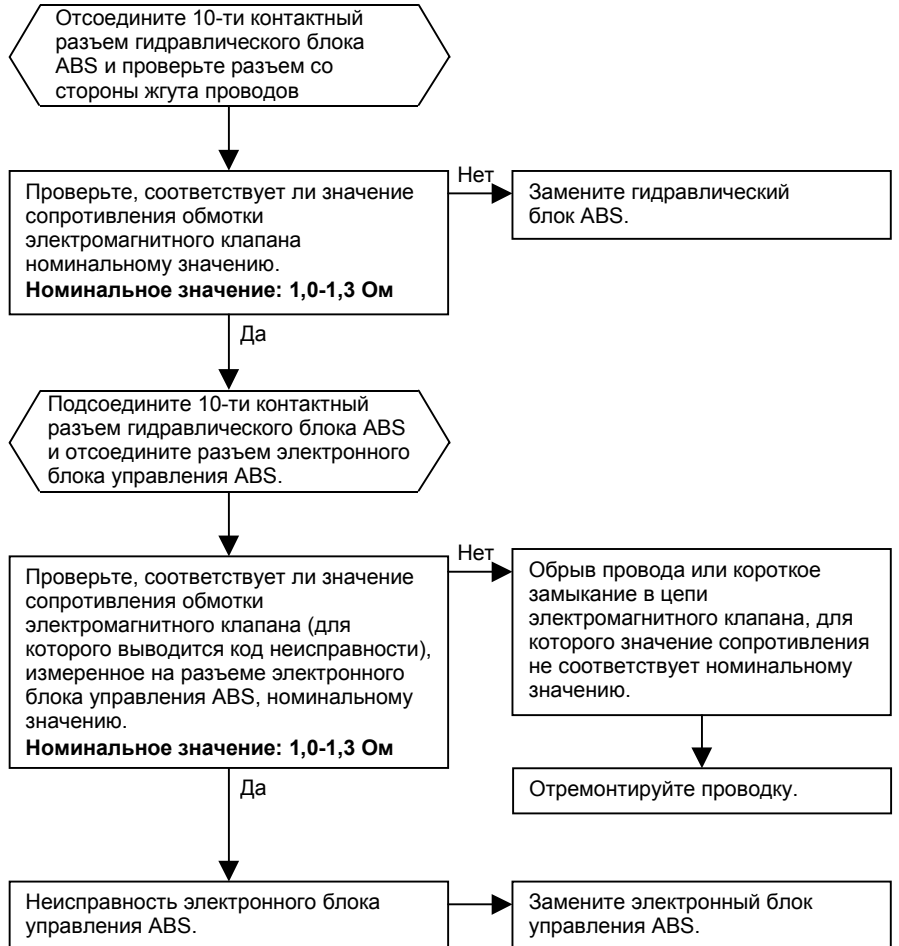 Отсоедините 10-ти контактный
разъем гидравлического блока
ABS и проверьте разъем со
стороны жгута проводов
Проверьте, соответствует ли значение
сопротивления обмотки
электромагнитного клапана
номинальному значению.
Номинальное значение: 1,0-1,3 Ом
Нет
Замените гидравлический
блок ABS.
Да
Подсоедините 10-ти контактный
разъем гидравлического блока ABS
и отсоедините разъем электронного
блока управления ABS.
Проверьте, соответствует ли значение
сопротивления обмотки
электромагнитного клапана (для
которого выводится код неисправности),
измеренное на разъеме электронного
блока управления ABS, номинальному
значению.
Номинальное значение: 1,0-1,3 Ом
Нет
Обрыв провода или короткое
замыкание в цепи
электромагнитного клапана, для
которого значение сопротивления
не соответствует номинальному
значению.
Отремонтируйте проводку.
Да
Неисправность электронного блока
управления ABS.
Замените электронный блок
управления ABS.